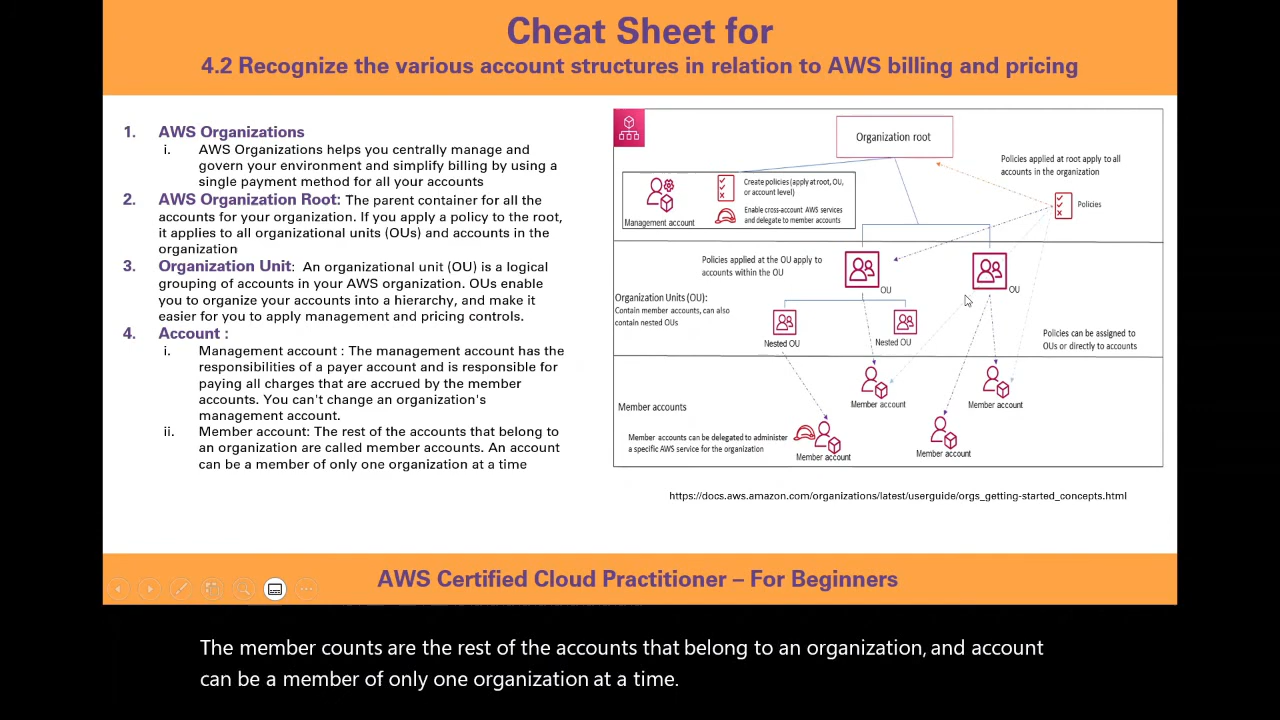 Cheat Sheet for
4.2 Recognize the various account structures in relation to AWS billing and pricing
1. AWS Organizations
i. AWS Organizations helps you centrally manage and
govern your environment and simplify billing by using a
single payment method for all your accounts
2. AWS Organization Root: The parent container for all the
accounts for your organization. If you apply a policy to the root,
it applies to all organizational units (OUs) and accounts in the
organization
3. Organization Unit: An organizational unit (OU) is a logical
grouping of accounts in your AWS organization. OUs enable
you to organize your accounts into a hierarchy, and make it
easier for you to apply management and pricing controls.
4. Account :
i. Management account : The management account has the
responsibilities of a payer account and is responsible for
paying all charges that are accrued by the member
accounts. You can't change an organization's
management account.
ii. Member account: The rest of the accounts that belong to
an organization are called member accounts. An account
can be a member of only one organization at a time
Organization root
Policies applied at root apply to all
accounts in the organization
Policies
Management account
Create policies (apply at root, OU,
or account level)
Enable cross-account AWS services
and delegate to member accounts
Policies applied at the OU apply to
accounts within the OU
OU
OU
Organization Units (OU):
Contain member accounts, can also
contain nested OUs
Nested OU
Nested OU
Policies can be assigned to
OUs or directly to accounts
Member accounts
Member account
Member account
Member accounts can be delegated to administer
a specific AWS service for the organization
Member account
Member account
https://docs.aws.amazon.com/organizations/latest/userguide/orgs_getting-started_concepts.html
AWS Certified Cloud Practitioner – For Beginners
The member counts are the rest of the accounts that belong to an organization, and account
can be a member of only one organization at a time.